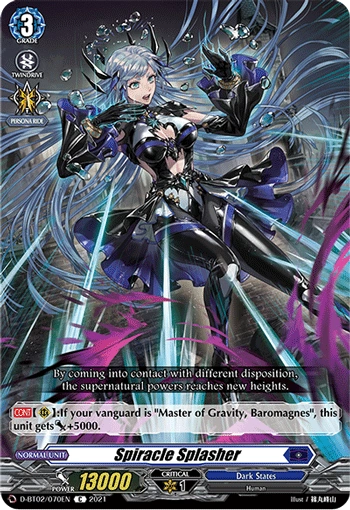 3
GRADE
TWINDRIVE
PERSONA RIDE
By coming into contact with different disposition,
the supernatural powers reaches new heights.
CONT【 】:If your vanguard is "Master of Gravity, Baromagnes", this
unit gets +5000.
NORMAL UNIT
Spiracle Splasher
POWER 13000
CRITICAL
1
Dark States
Human
D-BT02/070EN C 2021
Illust / 篠丸峰山